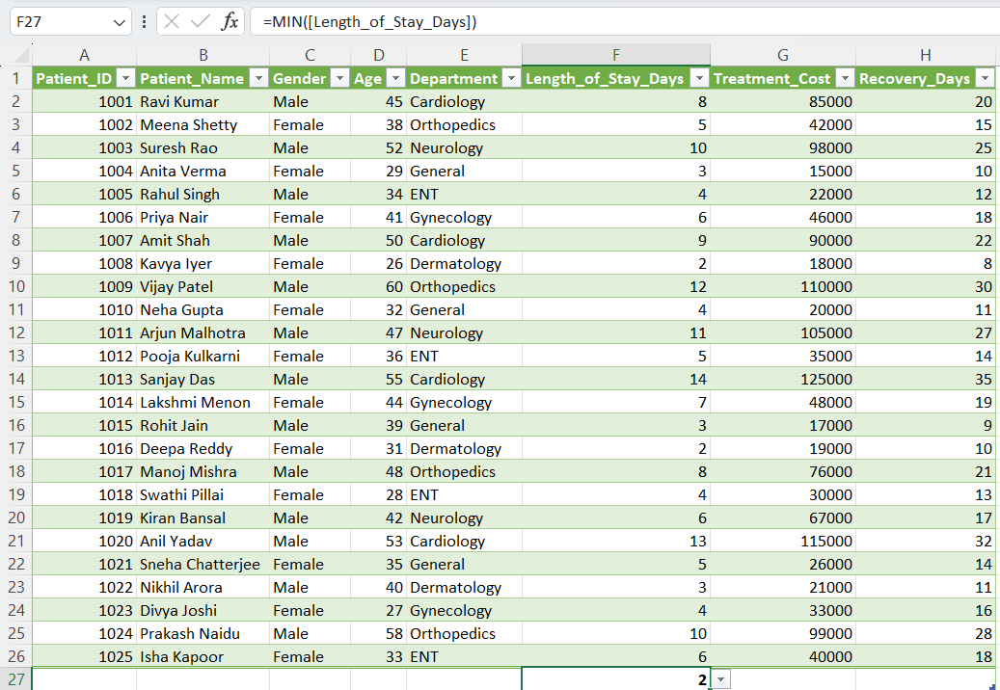 F27 fx =MIN([Length_of_Stay_Days])
A B C D E F G H
1 Patient_ID Patient_Name Gender Age Department Length_of_Stay_Days Treatment_Cost Recovery_Days
2 1001 Ravi Kumar Male 45 Cardiology 8 85000 20
3 1002 Meena Shetty Female 38 Orthopedics 5 42000 15
4 1003 Suresh Rao Male 52 Neurology 10 98000 25
5 1004 Anita Verma Female 29 General 3 15000 10
6 1005 Rahul Singh Male 34 ENT 4 22000 12
7 1006 Priya Nair Female 41 Gynecology 6 46000 18
8 1007 Amit Shah Male 50 Cardiology 9 90000 22
9 1008 Kavya Iyer Female 26 Dermatology 2 18000 8
10 1009 Vijay Patel Male 60 Orthopedics 12 110000 30
11 1010 Neha Gupta Female 32 General 4 20000 11
12 1011 Arjun Malhotra Male 47 Neurology 11 105000 27
13 1012 Pooja Kulkarni Female 36 ENT 5 35000 14
14 1013 Sanjay Das Male 55 Cardiology 14 125000 35
15 1014 Lakshmi Menon Female 44 Gynecology 7 48000 19
16 1015 Rohit Jain Male 39 General 3 17000 9
17 1016 Deepa Reddy Female 31 Dermatology 2 19000 10
18 1017 Manoj Mishra Male 48 Orthopedics 8 76000 21
19 1018 Swathi Pillai Female 28 ENT 4 30000 13
20 1019 Kiran Bansal Male 42 Neurology 6 67000 17
21 1020 Anil Yadav Male 53 Cardiology 13 115000 32
22 1021 Sneha Chatterjee Female 35 General 5 26000 14
23 1022 Nikhil Arora Male 40 Dermatology 3 21000 11
24 1023 Divya Joshi Female 27 Gynecology 4 33000 16
25 1024 Prakash Naidu Male 58 Orthopedics 10 99000 28
26 1025 Isha Kapoor Female 33 ENT 6 40000 18
27 2